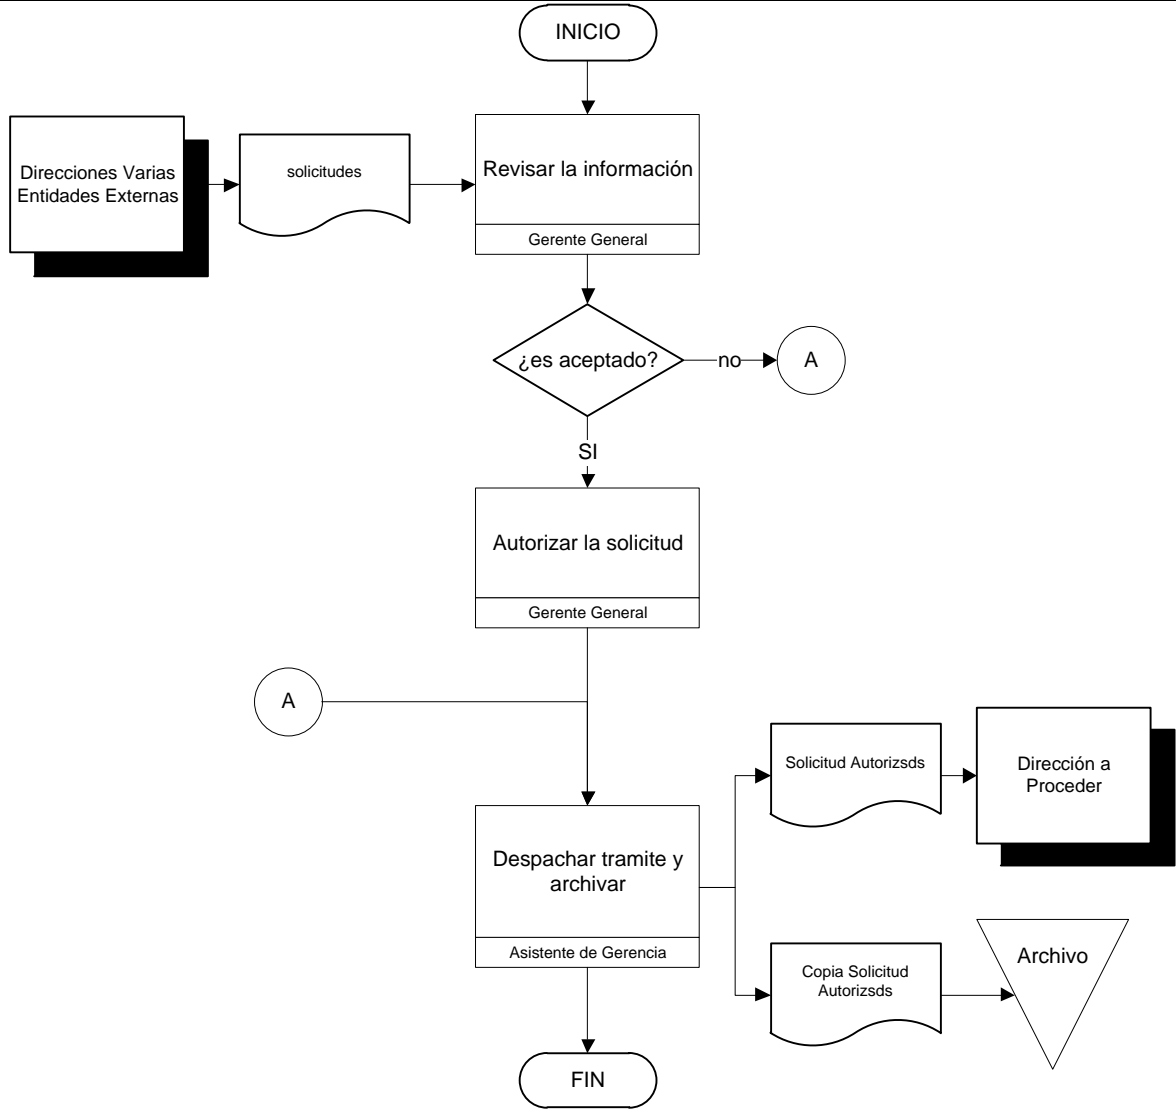 INICIO
Direcciones Varias
Entidades Externas
solicitudes
Revisar la información
Gerente General
¿es aceptado?
no
A
SI
Autorizar la solicitud
Gerente General
A
Solicitud Autorizsds
Dirección a
Proceder
Despachar tramite y
archivar
Asistente de Gerencia
Copia Solicitud
Autorizsds
Archivo
FIN